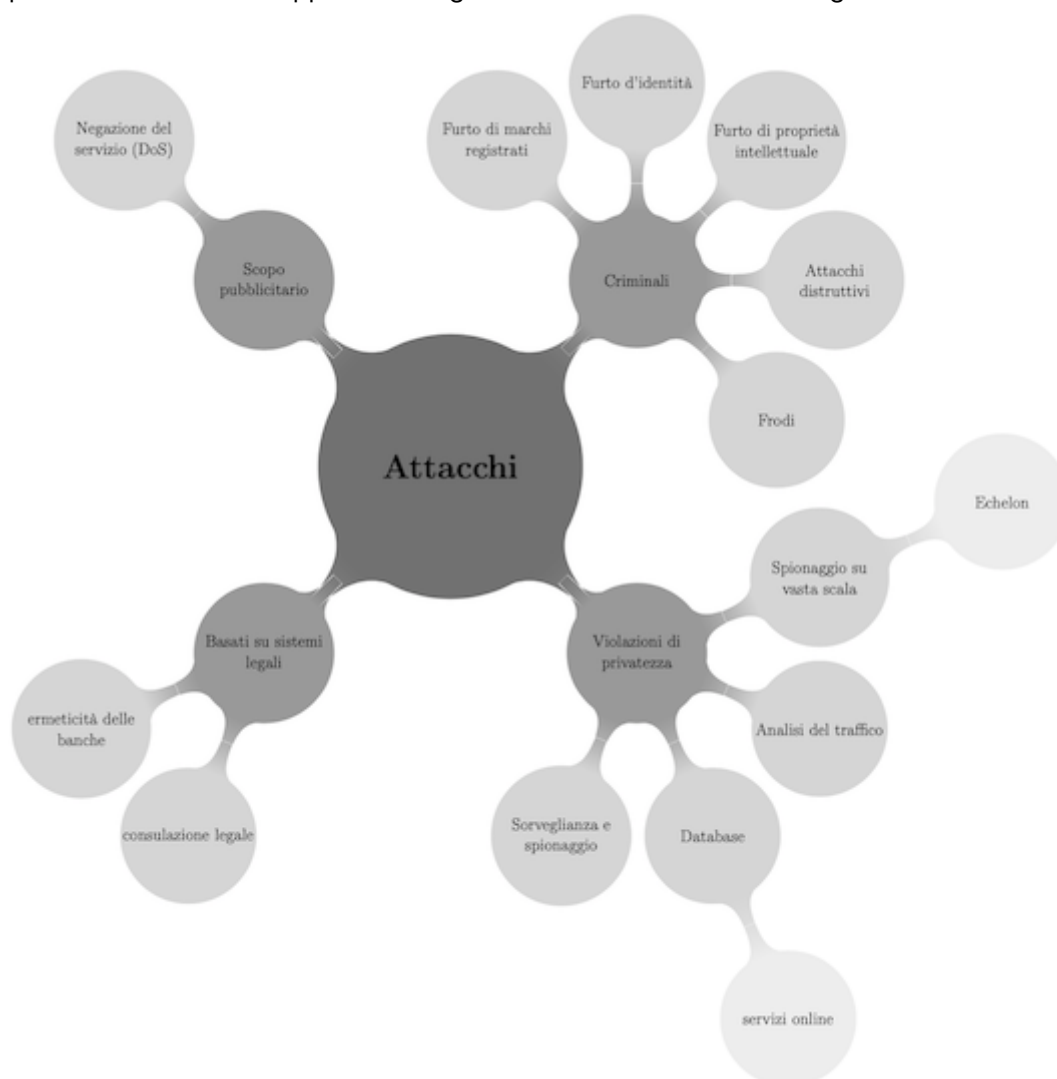 Furto d'identità
Negazione del
servizio (DoS)
Furto di marchi
registrati
Furto di proprietà
intellettuale
Scopo
pubblicitario
Criminali
Attacchi
distruttivi
Frodi
Attacchi
Echelon
Spionaggio su
vasta scala
Basati su sistemi
legali
Violazioni di
privatezza
ermeticità delle
banche
Analisi del traffico
consulazione legale
Sorveglianza e
spionaggio
Database
servizi online